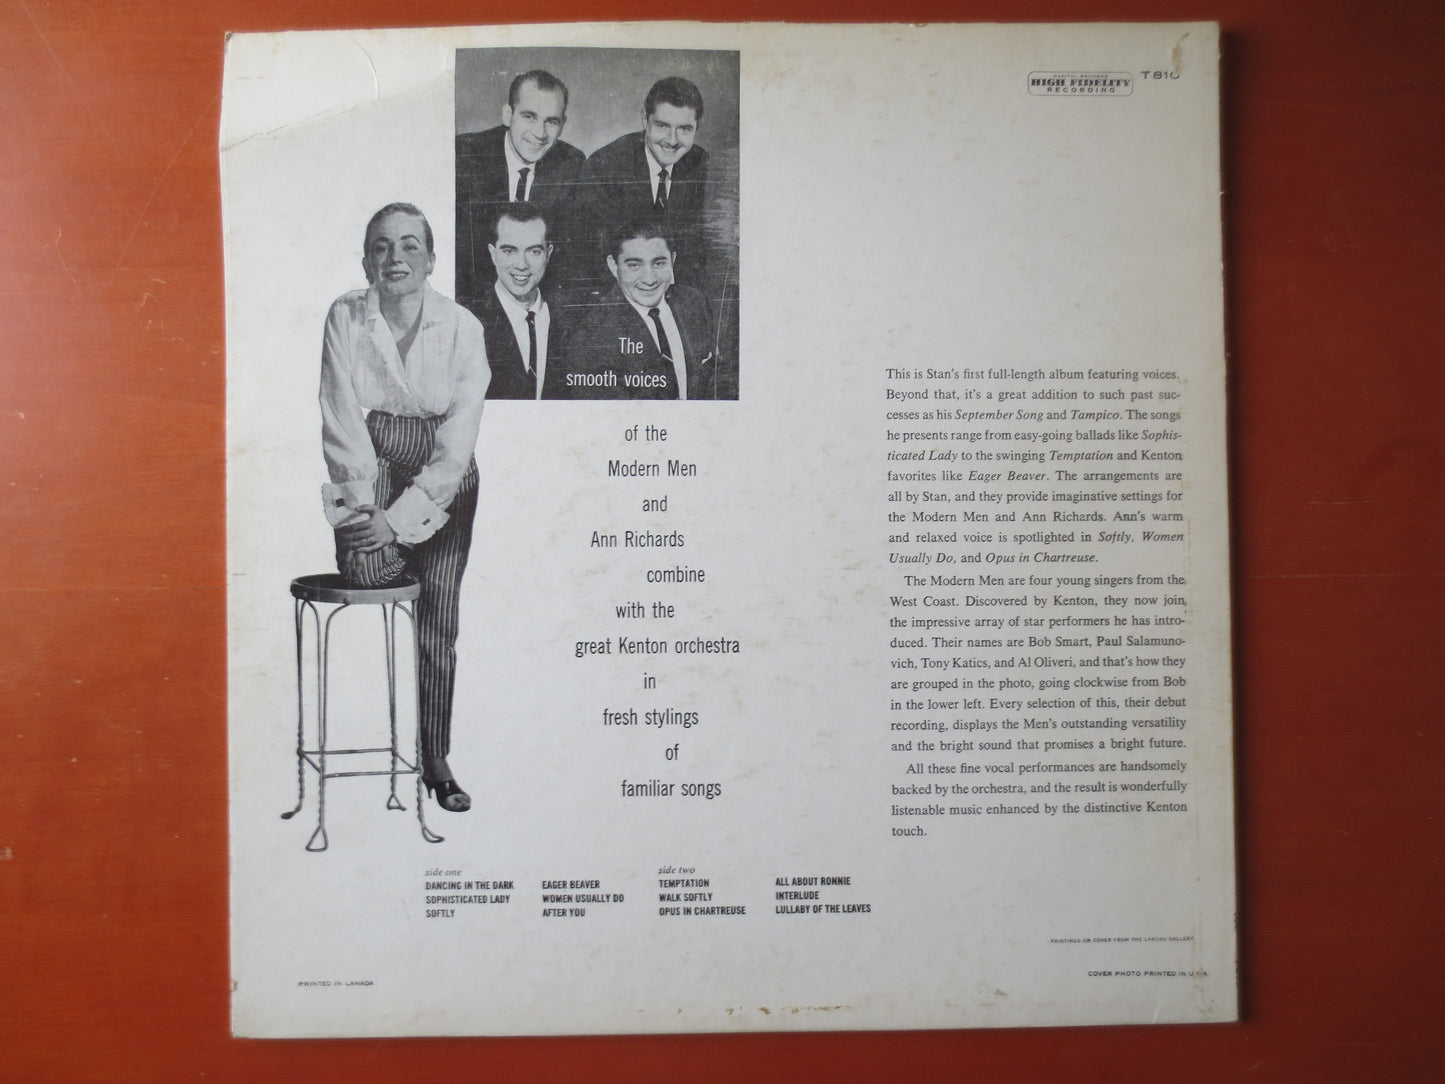 CAPITOL RECORDS
HIGH FIDELITY
RECORDING
T810
The
smooth voices
of the
Modern Men
and
Ann Richards
combine
with the
great Kenton orchestra
in
fresh stylings
of
familiar songs
This is Stan's first full-length album featuring voices.
Beyond that, it's a great addition to such past suc-
cesses as his September Song and Tampico. The songs
he presents range from easy-going ballads like Sophis-
ticated Lady to the swinging Temptation and Kenton
favorites like Eager Beaver. The arrangements are
all by Stan, and they provide imaginative settings for
the Modern Men and Ann Richards. Ann's warm
and relaxed voice is spotlighted in Softly, Women
Usually Do, and Opus in Chartreuse.
The Modern Men are four young singers from the
West Coast. Discovered by Kenton, they now join
the impressive array of star performers he has intro-
duced. Their names are Bob Smart, Paul Salamuno-
vich, Tony Katics, and Al Oliveri, and that's how they
are grouped in the photo, going clockwise from Bob
in the lower left. Every selection of this, their debut
recording, displays the Men's outstanding versatility
and the bright sound that promises a bright future.
All these fine vocal performances are handsomely
backed by the orchestra, and the result is wonderfully
listenable music enhanced by the distinctive Kenton
touch.
side one
DANCING IN THE DARK
SOPHISTICATED LADY
SOFTLY
EAGER BEAVER
WOMEN USUALLY DO
AFTER YOU
side two
TEMPTATION
WALK SOFTLY
OPUS IN CHARTREUSE
ALL ABOUT RONNIE
INTERLUDE
LULLABY OF THE LEAVES
PAINTINGS ON COVER FROM THE LANDAU GALLERY
COVER PHOTO PRINTED IN U.S.A.
PRINTED IN CANADA